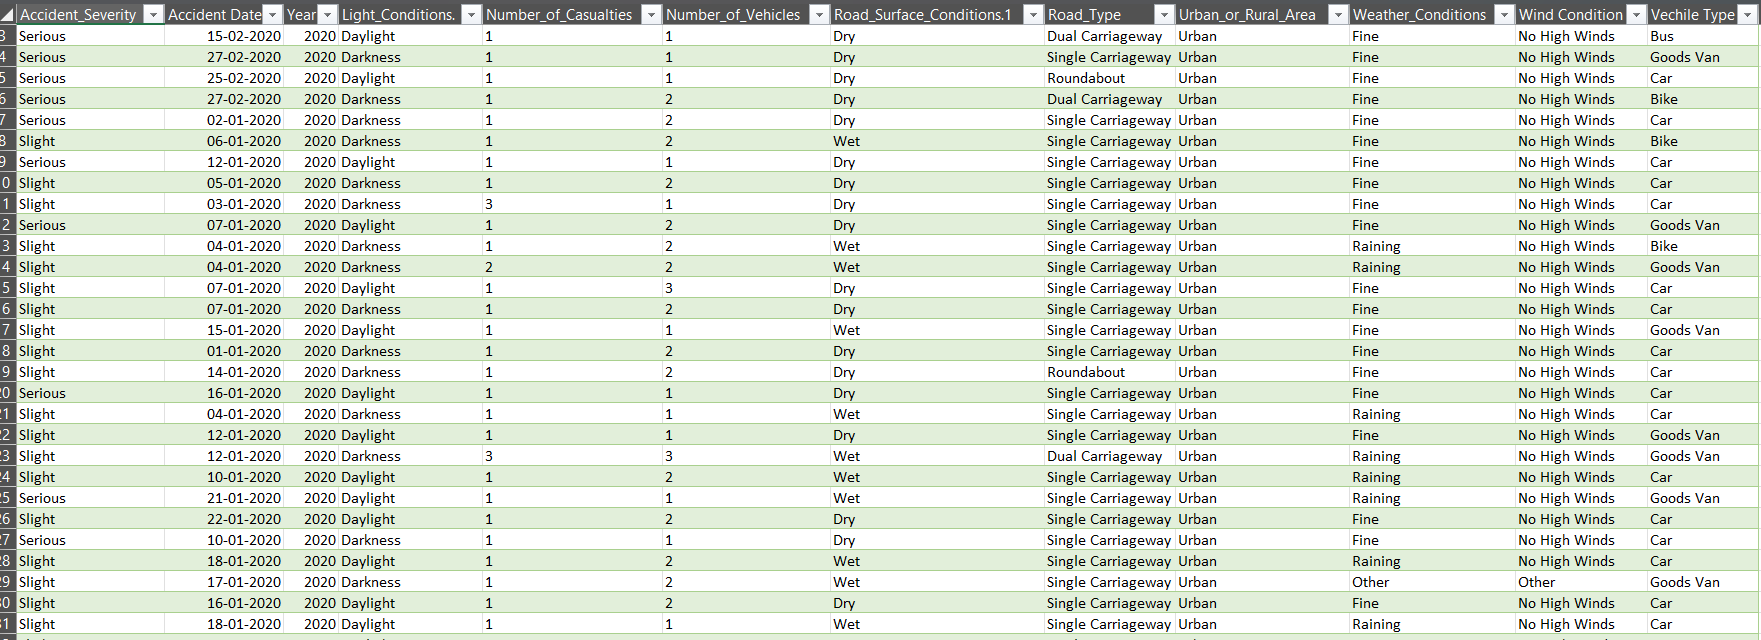 Accident_Severity Accident Date Year Light_Conditions. Number_of_Casualties Number_of_Vehicles Road_Surface_Conditions.1 Road_Type Urban_or_Rural_Area Weather_Conditions Wind Condition Vechile Type
3 Serious 15-02-2020 2020 Daylight 1 1 Dry Dual Carriageway Urban Fine No High Winds Bus
4 Serious 27-02-2020 2020 Darkness 1 1 Dry Single Carriageway Urban Fine No High Winds Goods Van
5 Serious 25-02-2020 2020 Daylight 1 1 Dry Roundabout Urban Fine No High Winds Car
6 Serious 27-02-2020 2020 Darkness 1 2 Dry Dual Carriageway Urban Fine No High Winds Bike
7 Serious 02-01-2020 2020 Darkness 1 2 Dry Single Carriageway Urban Fine No High Winds Car
8 Slight 06-01-2020 2020 Darkness 1 2 Wet Single Carriageway Urban Fine No High Winds Bike
9 Serious 12-01-2020 2020 Daylight 1 1 Dry Single Carriageway Urban Fine No High Winds Car
0 Slight 05-01-2020 2020 Darkness 1 2 Dry Single Carriageway Urban Fine No High Winds Car
1 Slight 03-01-2020 2020 Darkness 3 1 Dry Single Carriageway Urban Fine No High Winds Car
2 Serious 07-01-2020 2020 Daylight 1 2 Dry Single Carriageway Urban Fine No High Winds Goods Van
3 Slight 04-01-2020 2020 Darkness 1 2 Wet Single Carriageway Urban Raining No High Winds Bike
4 Slight 04-01-2020 2020 Darkness 2 2 Wet Single Carriageway Urban Raining No High Winds Goods Van
5 Slight 07-01-2020 2020 Daylight 1 3 Dry Single Carriageway Urban Fine No High Winds Car
6 Slight 07-01-2020 2020 Darkness 1 2 Dry Single Carriageway Urban Fine No High Winds Car
7 Slight 15-01-2020 2020 Daylight 1 1 Wet Single Carriageway Urban Fine No High Winds Goods Van
8 Slight 01-01-2020 2020 Darkness 1 2 Dry Single Carriageway Urban Fine No High Winds Car
9 Slight 14-01-2020 2020 Darkness 1 2 Dry Roundabout Urban Fine No High Winds Car
20 Serious 16-01-2020 2020 Daylight 1 1 Dry Single Carriageway Urban Fine No High Winds Car
21 Slight 04-01-2020 2020 Darkness 1 1 Wet Single Carriageway Urban Raining No High Winds Car
22 Slight 12-01-2020 2020 Daylight 1 1 Dry Single Carriageway Urban Fine No High Winds Goods Van
23 Slight 12-01-2020 2020 Darkness 3 3 Wet Dual Carriageway Urban Raining No High Winds Goods Van
24 Slight 10-01-2020 2020 Daylight 1 2 Wet Single Carriageway Urban Raining No High Winds Car
25 Serious 21-01-2020 2020 Daylight 1 1 Wet Single Carriageway Urban Raining No High Winds Goods Van
26 Slight 22-01-2020 2020 Daylight 1 2 Dry Single Carriageway Urban Fine No High Winds Car
27 Serious 10-01-2020 2020 Darkness 1 1 Dry Single Carriageway Urban Fine No High Winds Car
28 Slight 18-01-2020 2020 Daylight 1 2 Wet Single Carriageway Urban Raining No High Winds Car
29 Slight 17-01-2020 2020 Darkness 1 2 Wet Single Carriageway Urban Other Other Goods Van
30 Slight 16-01-2020 2020 Daylight 1 2 Dry Single Carriageway Urban Fine No High Winds Car
31 Slight 18-01-2020 2020 Daylight 1 1 Wet Single Carriageway Urban Raining No High Winds Car